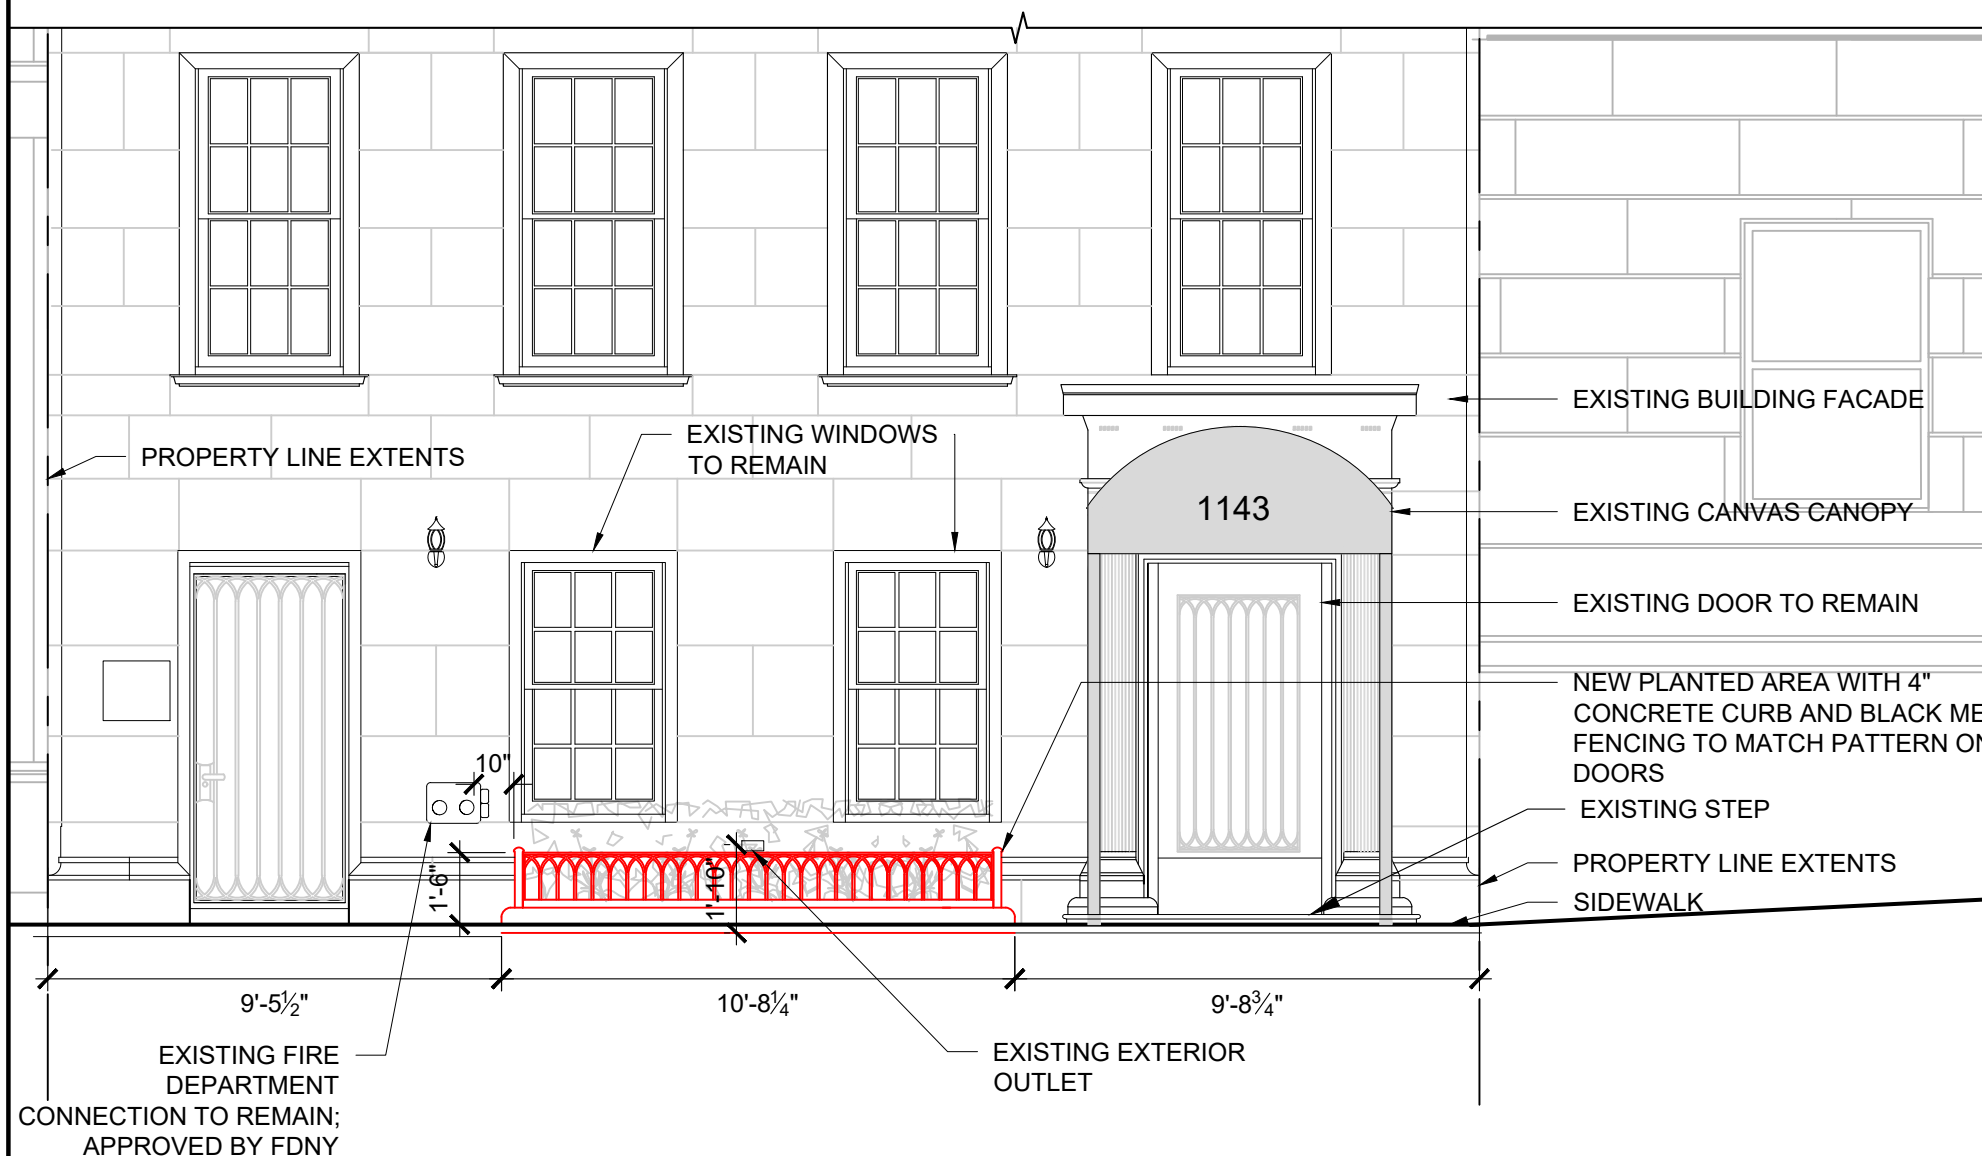 EXISTING BUILDING FACADE
EXISTING WINDOWS
TO REMAIN
PROPERTY LINE EXTENTS
1143
EXISTING CANVAS CANOPY
EXISTING DOOR TO REMAIN
NEW PLANTED AREA WITH 4"
CONCRETE CURB AND BLACK ME
FENCING TO MATCH PATTERN ON
DOORS
10"
EXISTING STEP
PROPERTY LINE EXTENTS
1'-6"
1'-10"
SIDEWALK
9'-5½"
10'-8¼"
9'-8¾"
EXISTING FIRE
DEPARTMENT
CONNECTION TO REMAIN;
APPROVED BY FDNY
EXISTING EXTERIOR
OUTLET